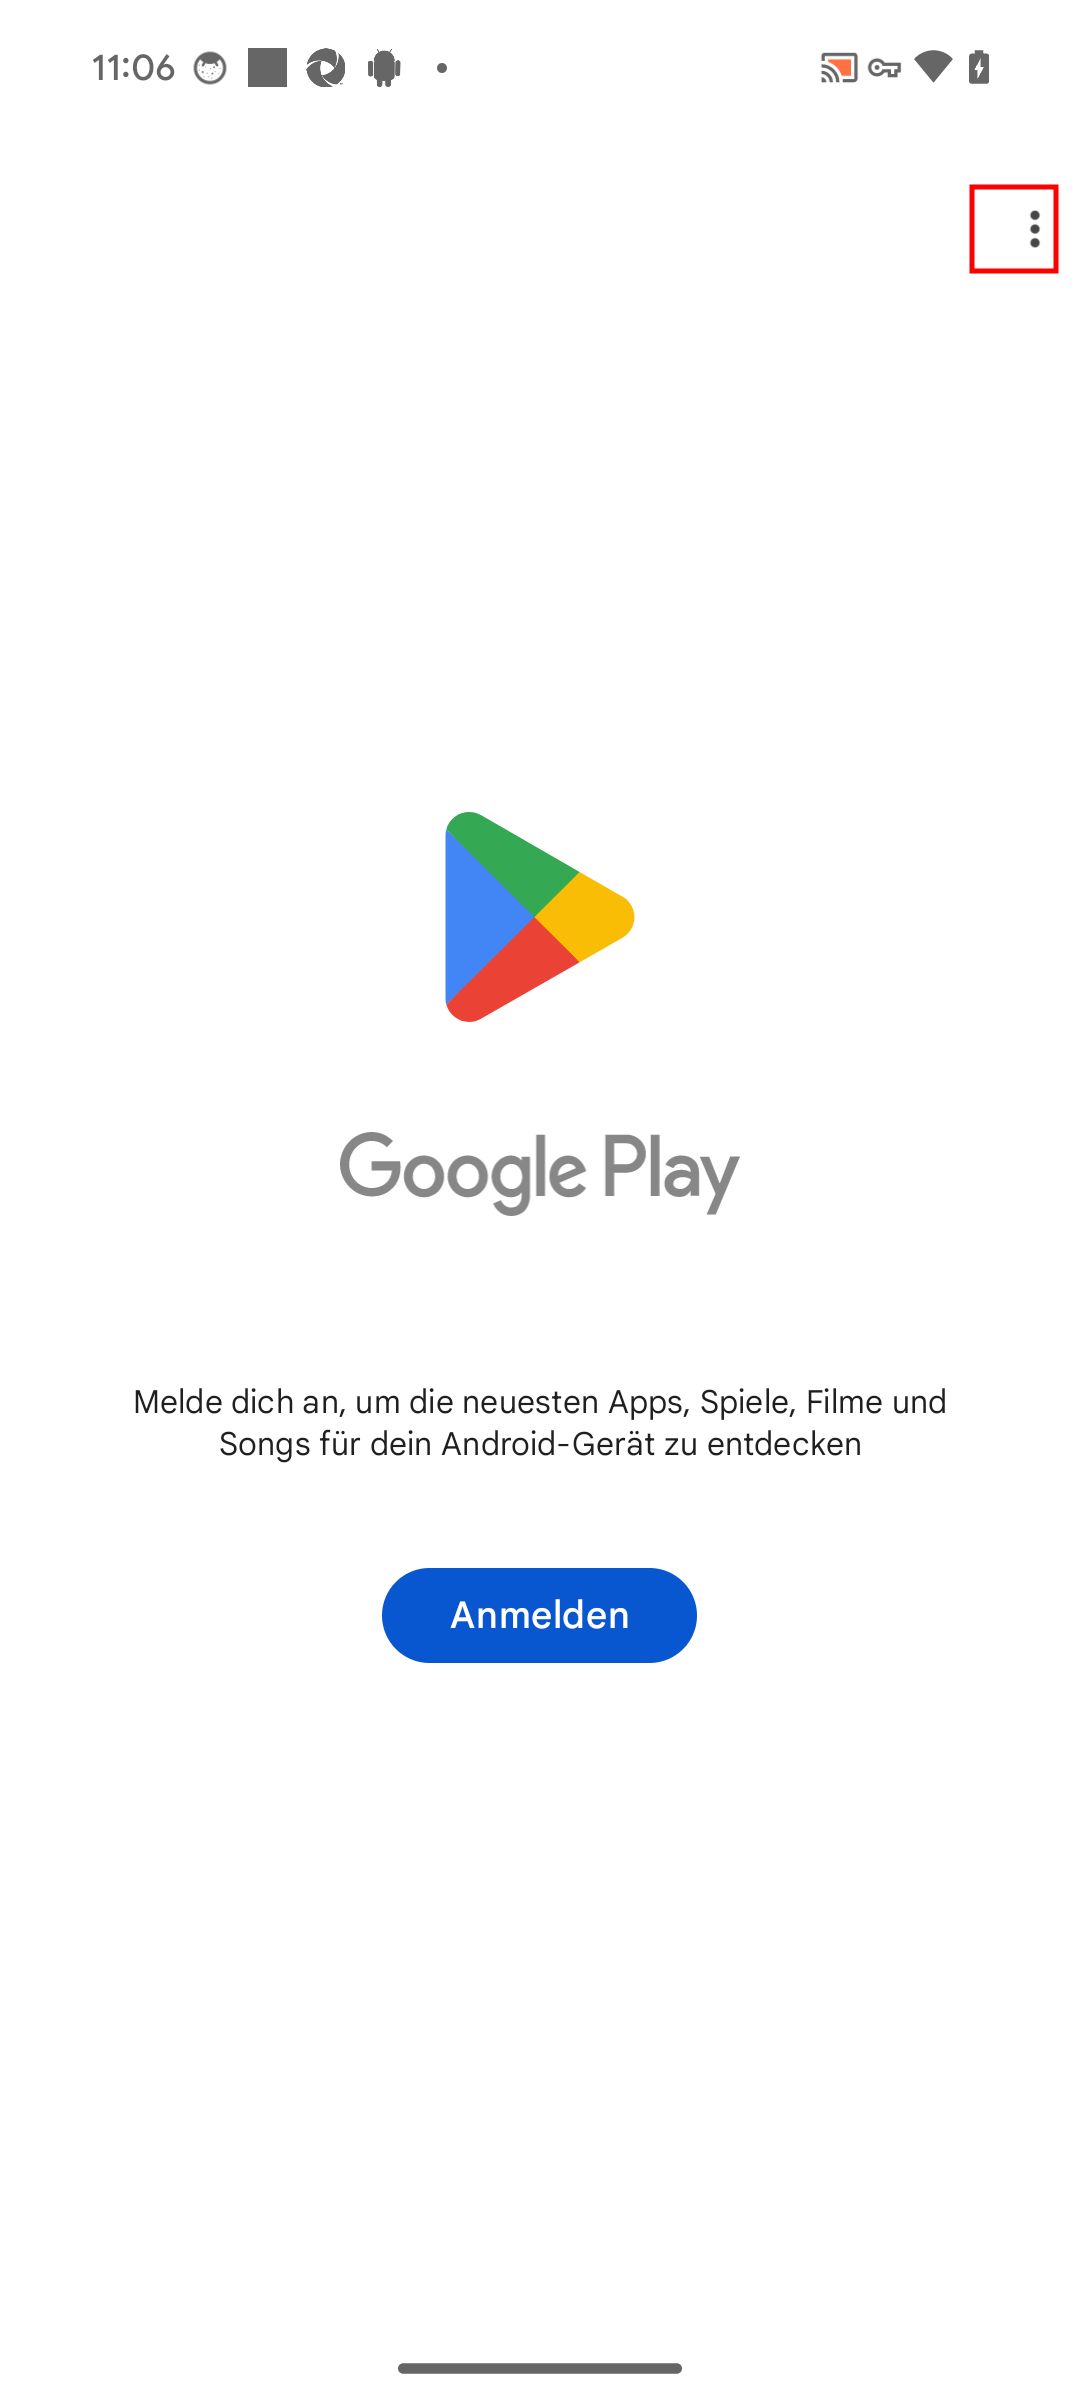 11:06
Google Play
Melde dich an, um die neuesten Apps, Spiele, Filme und
Songs für dein Android-Gerät zu entdecken
Anmelden